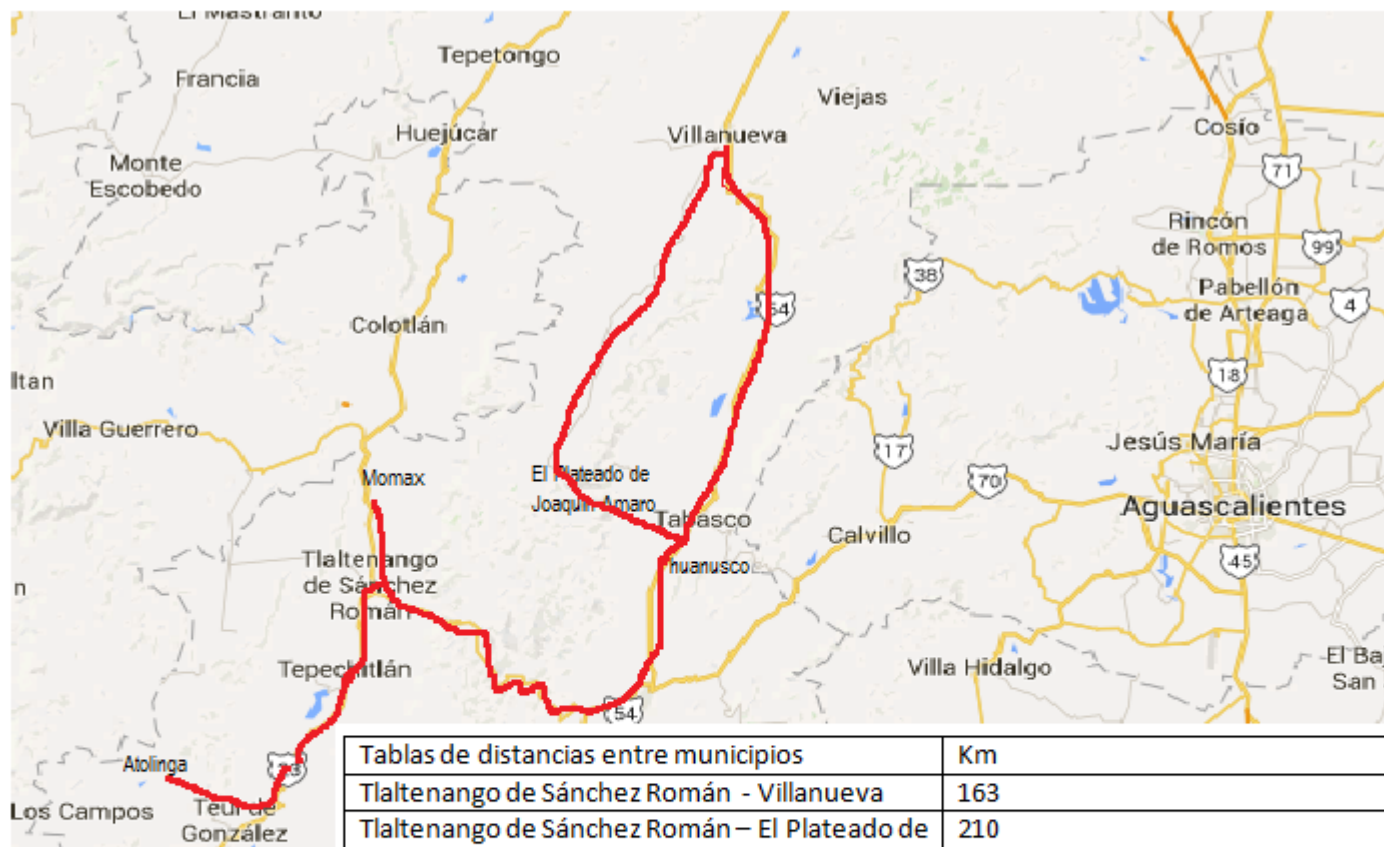 El Mastranto
Tepetongo
Francia
Viejas
Villanueva
Huejúcar
Cosío
Monte
Escobedo
71
Rincón
de Romos
99
38
Pabellón
de Arteaga
4
54
Colotlán
ltan
18
Villa Guerrero
Jesús María
17
Momax
El Plateado de
Joaquín Amaro
70
Aguascalientes
Tabasco
Calvillo
Huanusco
45
Tlaltenango
de Sánchez
Román
n
Tepechitlán
Villa Hidalgo
El Ba
San
54
Atolinga
23
Los Campos
Teul de
González
Tablas de distancias entre municipios Km
Tlaltenango de Sánchez Román - Villanueva 163
Tlaltenango de Sánchez Román – El Plateado de 210